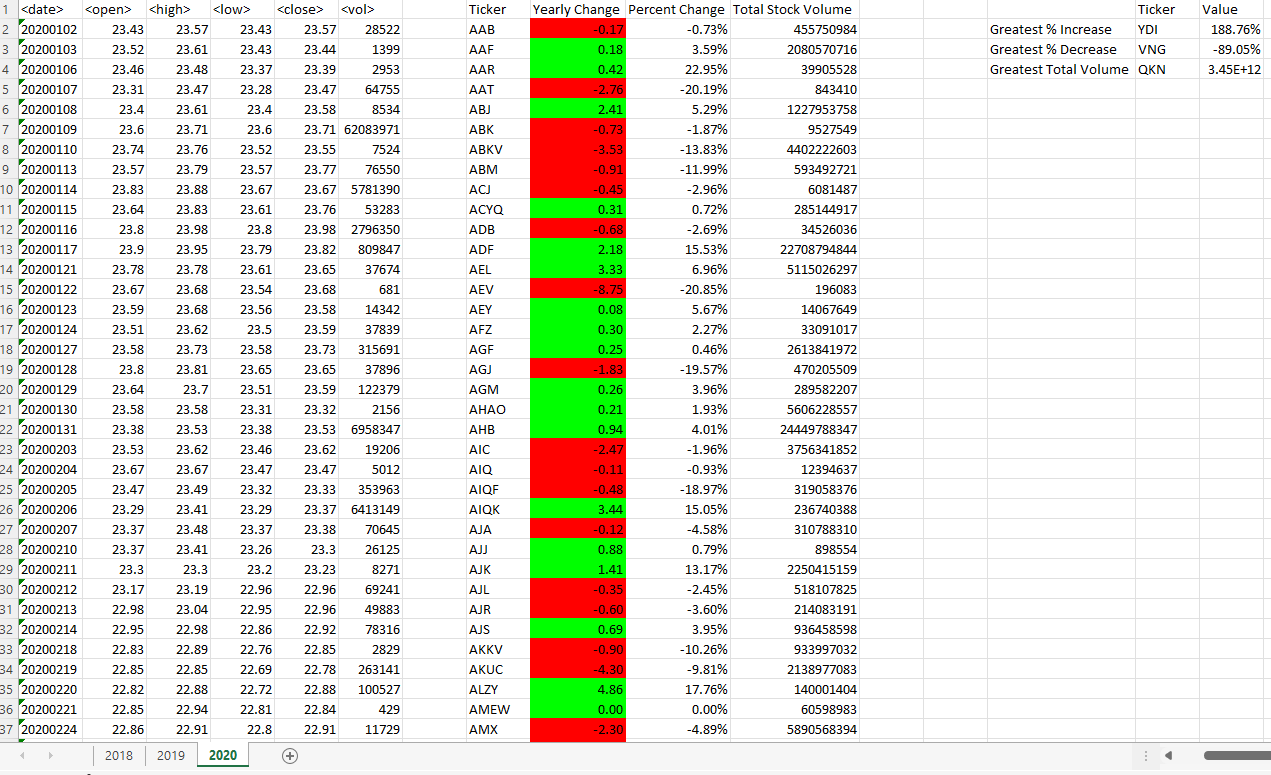 1 <date> <open> <high> <low> <close> <vol> Ticker Yearly Change Percent Change Total Stock Volume Ticker Value
2 20200102 23.43 23.57 23.43 23.57 28522 AAB -0.17 -0.73% 455750984 Greatest % Increase YDI 188.76%
3 20200103 23.52 23.61 23.43 23.44 1399 AAF 0.18 3.59% 2080570716 Greatest % Decrease VNG -89.05%
4 20200106 23.46 23.48 23.37 23.39 2953 AAR 0.42 22.95% 39905528 Greatest Total Volume QKN 3.45E+12
5 20200107 23.31 23.47 23.28 23.47 64755 AAT -2.76 -20.19% 843410
6 20200108 23.4 23.61 23.4 23.58 8534 ABJ 2.41 5.29% 1227953758
7 20200109 23.6 23.71 23.6 23.71 62083971 ABK -0.73 -1.87% 9527549
8 20200110 23.74 23.76 23.52 23.55 7524 ABKV -3.53 -13.83% 4402222603
9 20200113 23.57 23.79 23.57 23.77 76550 ABM -0.91 -11.99% 593492721
10 20200114 23.83 23.88 23.67 23.67 5781390 ACJ -0.45 -2.96% 6081487
11 20200115 23.64 23.83 23.61 23.76 53283 ACYQ 0.31 0.72% 285144917
12 20200116 23.8 23.98 23.8 23.98 2796350 ADB -0.68 -2.69% 34526036
13 20200117 23.9 23.95 23.79 23.82 809847 ADF 2.18 15.53% 22708794844
14 20200121 23.78 23.78 23.61 23.65 37674 AEL 3.33 6.96% 5115026297
15 20200122 23.67 23.68 23.54 23.68 681 AEV -8.75 -20.85% 196083
16 20200123 23.59 23.68 23.56 23.58 14342 AEY 0.08 5.67% 14067649
17 20200124 23.51 23.62 23.5 23.59 37839 AFZ 0.30 2.27% 33091017
18 20200127 23.58 23.73 23.58 23.73 315691 AGF 0.25 0.46% 2613841972
19 20200128 23.8 23.81 23.65 23.65 37896 AGJ -1.83 -19.57% 470205509
20 20200129 23.64 23.7 23.51 23.59 122379 AGM 0.26 3.96% 289582207
21 20200130 23.58 23.58 23.31 23.32 2156 AHAO 0.21 1.93% 5606228557
22 20200131 23.38 23.53 23.38 23.53 6958347 AHB 0.94 4.01% 24449788347
23 20200203 23.53 23.62 23.46 23.62 19206 AIC -2.47 -1.96% 3756341852
24 20200204 23.67 23.67 23.47 23.47 5012 AIQ -0.11 -0.93% 12394637
25 20200205 23.47 23.49 23.32 23.33 353963 AIQF -0.48 -18.97% 319058376
26 20200206 23.29 23.41 23.29 23.37 6413149 AIQK 3.44 15.05% 236740388
27 20200207 23.37 23.48 23.37 23.38 70645 AJA -0.12 -4.58% 310788310
28 20200210 23.37 23.41 23.26 23.3 26125 AJJ 0.88 0.79% 898554
29 20200211 23.3 23.3 23.2 23.23 8271 AJK 1.41 13.17% 2250415159
30 20200212 23.17 23.19 22.96 22.96 69241 AJL -0.35 -2.45% 518107825
31 20200213 22.98 23.04 22.95 22.96 49883 AJR -0.60 -3.60% 214083191
32 20200214 22.95 22.98 22.86 22.92 78316 AJS 0.69 3.95% 936458598
33 20200218 22.83 22.89 22.76 22.85 2829 AKKV -0.90 -10.26% 933997032
34 20200219 22.85 22.85 22.69 22.78 263141 AKUC -4.30 -9.81% 2138977083
35 20200220 22.82 22.88 22.72 22.88 100527 ALZY 4.86 17.76% 140001404
36 20200221 22.85 22.94 22.81 22.84 429 AMEW 0.00 0.00% 60598983
37 20200224 22.86 22.91 22.8 22.91 11729 AMX -2.30 -4.89% 5890568394
2018 2019 2020